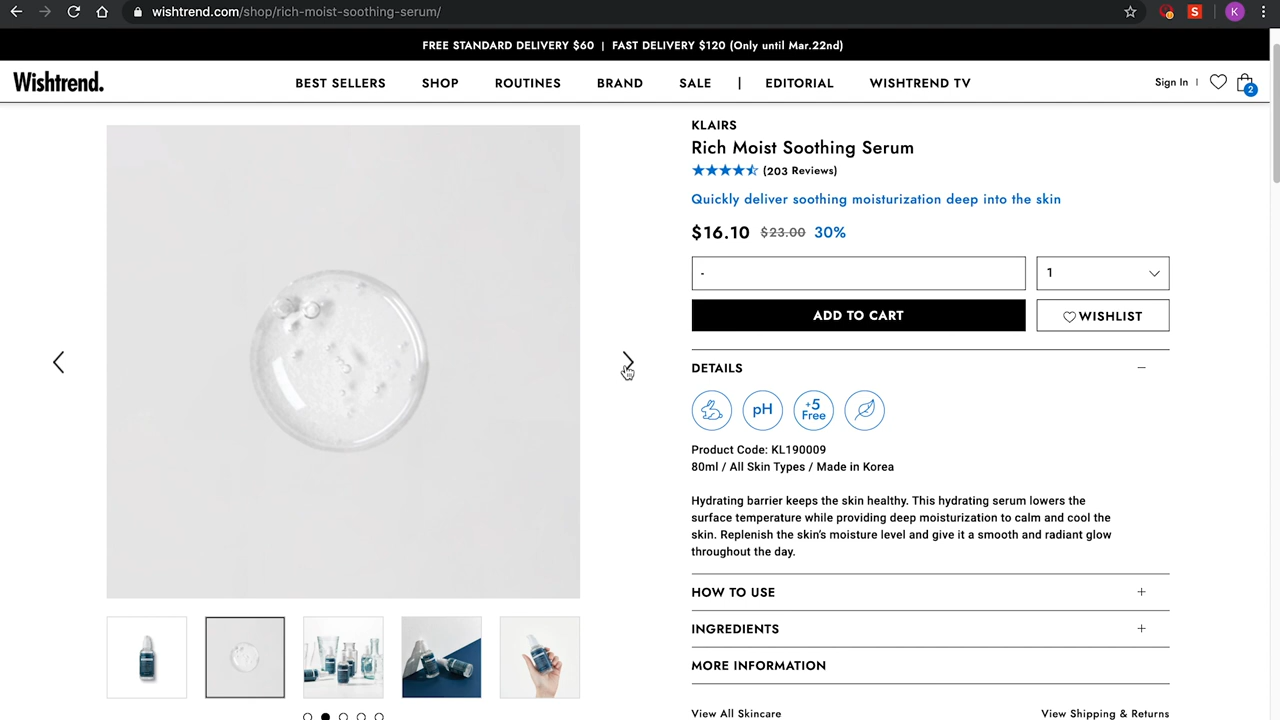 wishtrend.com/shop/rich-moist-soothing-serum/
S
K
FREE STANDARD DELIVERY $60 | FAST DELIVERY $120 (Only until Mar.22nd)
Wishtrend.
BEST SELLERS SHOP ROUTINES BRAND SALE | EDITORIAL WISHTREND TV
Sign In |
2
KLAIRS
Rich Moist Soothing Serum
(203 Reviews)
Quickly deliver soothing moisturization deep into the skin
$16.10 $23.00 30%
-
1
ADD TO CART
WISHLIST
DETAILS
pH
+5 Free
Product Code: KL190009
80ml / All Skin Types / Made in Korea
Hydrating barrier keeps the skin healthy. This hydrating serum lowers the
surface temperature while providing deep moisturization to calm and cool the
skin. Replenish the skin's moisture level and give it a smooth and radiant glow
throughout the day.
HOW TO USE
INGREDIENTS
MORE INFORMATION
View All Skincare
View Shipping & Returns